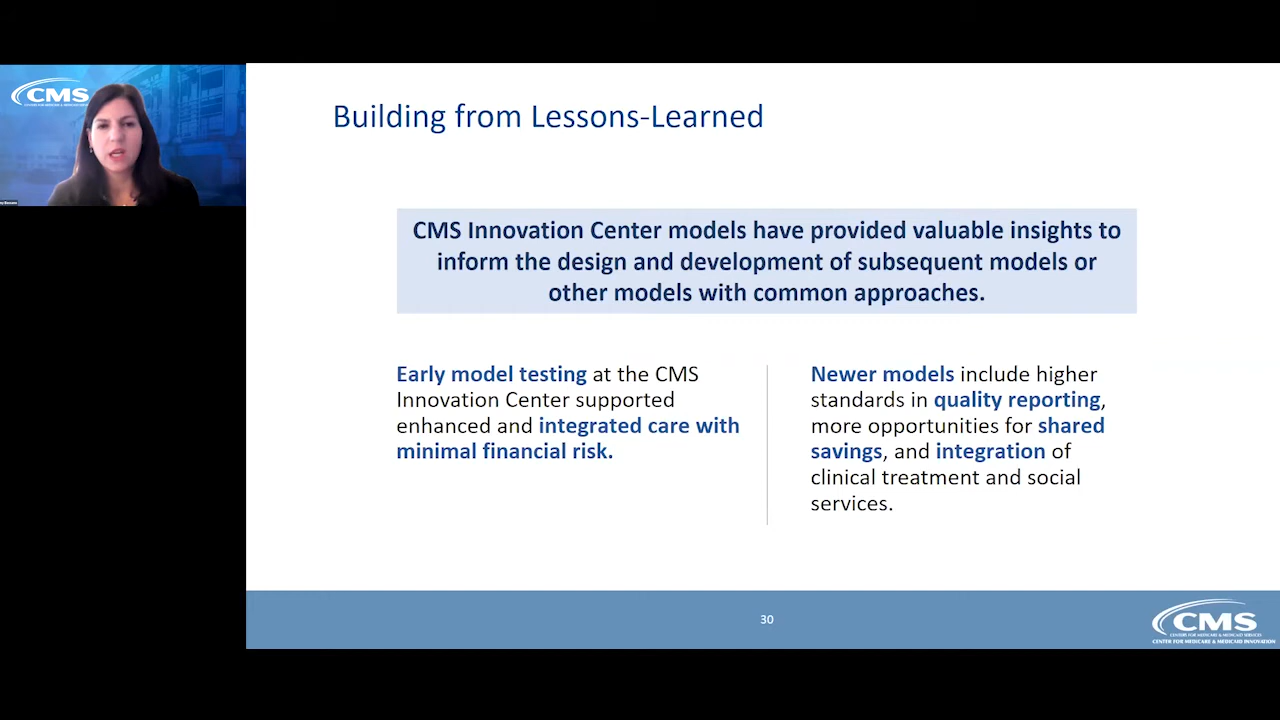 CMS
CENTERS FOR MEDICARE & MEDICAID
Building from Lessons-Learned
CMS Innovation Center models have provided valuable insights to
inform the design and development of subsequent models or
other models with common approaches.
Early model testing at the CMS
Innovation Center supported
enhanced and integrated care with
minimal financial risk.
Newer models include higher
standards in quality reporting,
more opportunities for shared
savings, and integration of
clinical treatment and social
services.
30
CMS
CENTERS FOR MEDICARE & MEDICAID SERVICES
CENTER FOR MEDICARE & MEDICAID INNOVATION